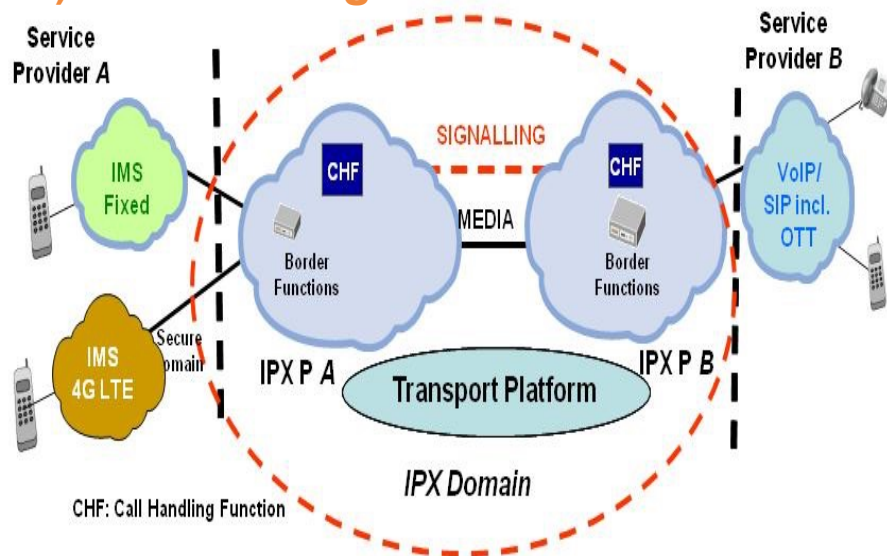 Service
Provider A
Service
Provider B
SIGNALLING
IMS
Fixed
CHF
CHF
VoIP/
SIP incl.
OTT
MEDIA
Border
Functions
Border
Functions
Secure
IMS
4G LTE
IPX P A
IPX P B
Transport Platform
IPX Domain
CHF: Call Handling Function